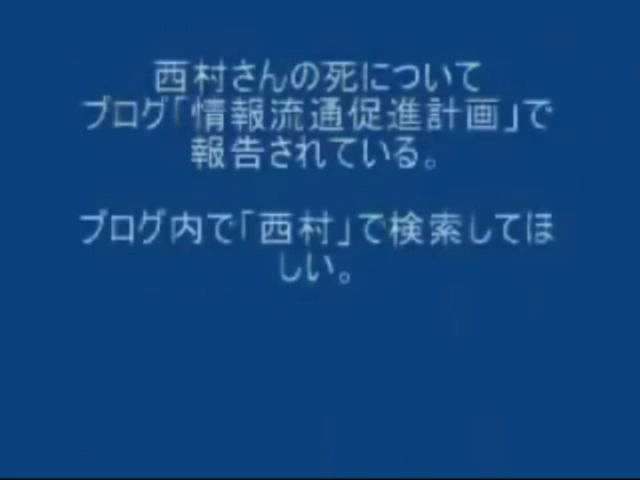 西村さんの死について
ブログ「情報流通促進計画」で
報告されている。
ブログ内で「西村」で検索してほ
しい。